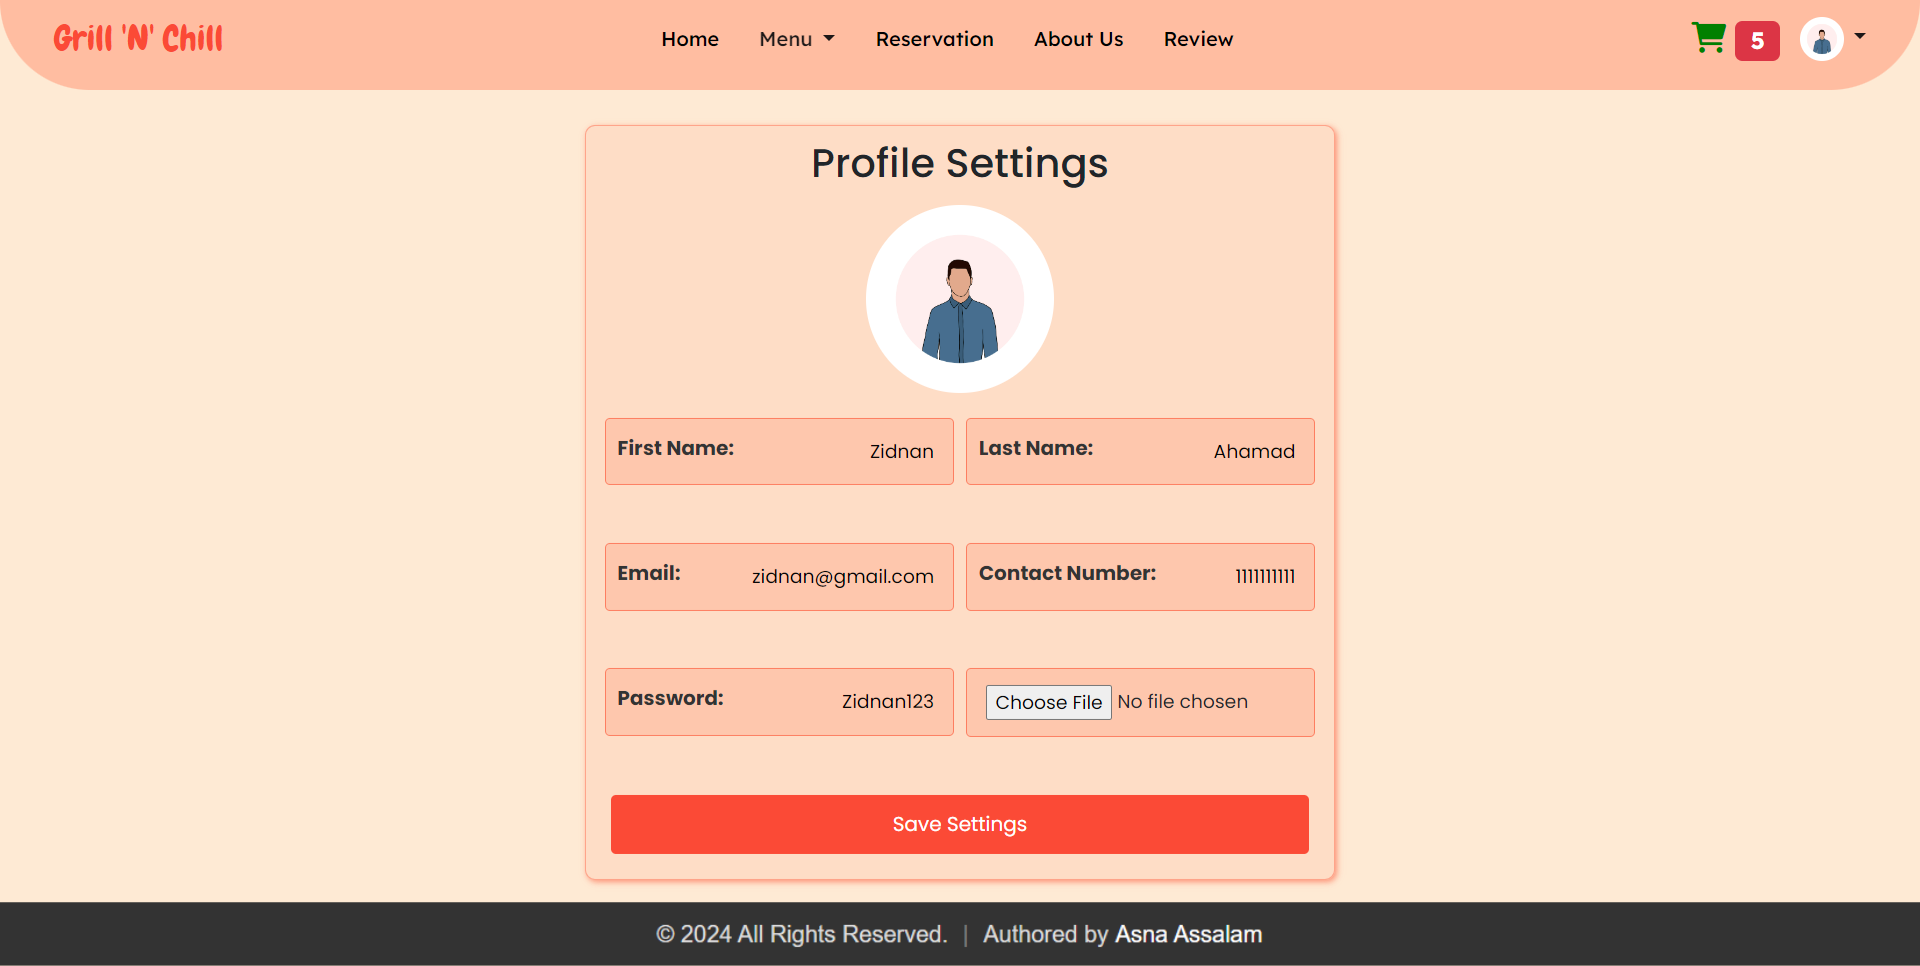 Grill 'N' Chill
Home Menu Reservation About Us Review
5
Profile Settings
First Name: Zidnan
Last Name: Ahamad
Email: zidnan@gmail.com
Contact Number: 1111111111
Password: Zidnan123
Choose File No file chosen
Save Settings
© 2024 All Rights Reserved. | Authored by Asna Assalam